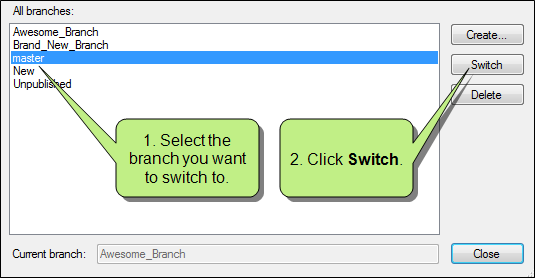 All branches:
Awesome_Branch
Brand_New_Branch
master
New
Unpublished
Create...
Switch
Delete
1. Select the
branch you want
to switch to.
2. Click Switch.
Current branch: Awesome_Branch
Close